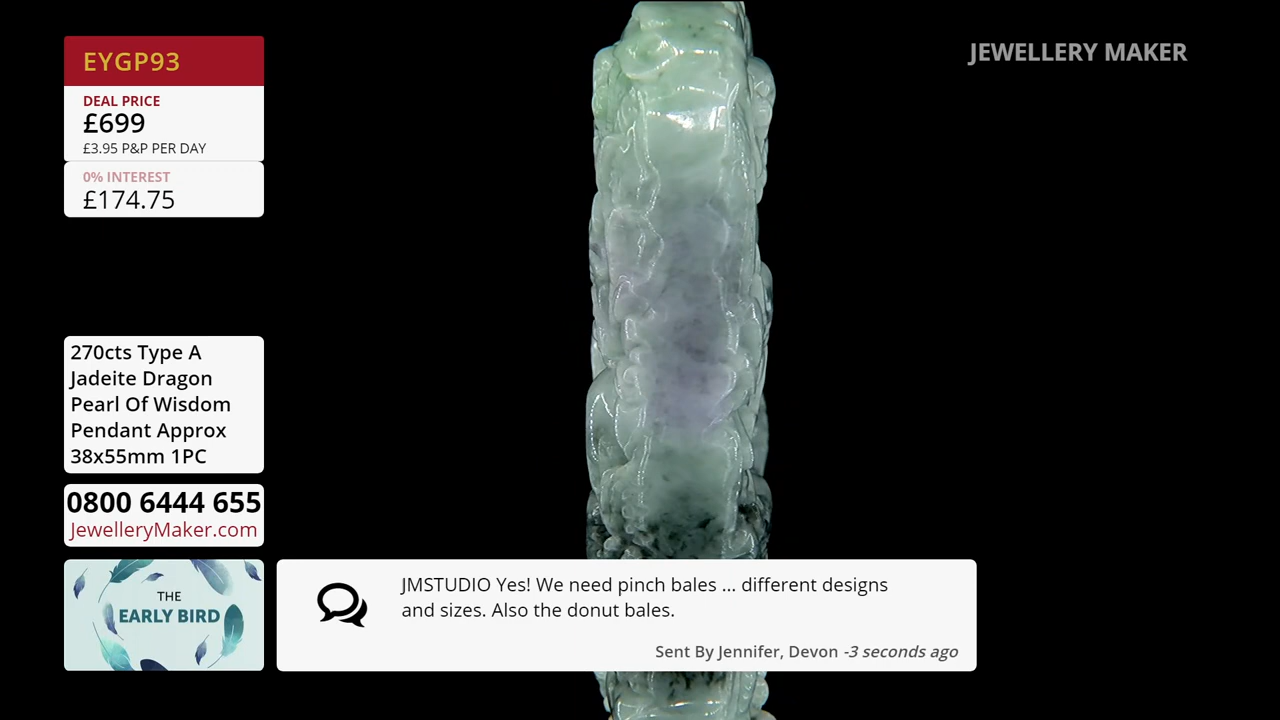 EYGP93
DEAL PRICE
£699
£3.95 P&P PER DAY
0% INTEREST
£174.75
JEWELLERY MAKER
270cts Type A
Jadeite Dragon
Pearl Of Wisdom
Pendant Approx
38x55mm 1PC
0800 6444 655
JewelleryMaker.com
THE
EARLY BIRD
JMSTUDIO Yes! We need pinch bales ... different designs
and sizes. Also the donut bales.
Sent By Jennifer, Devon -3 seconds ago